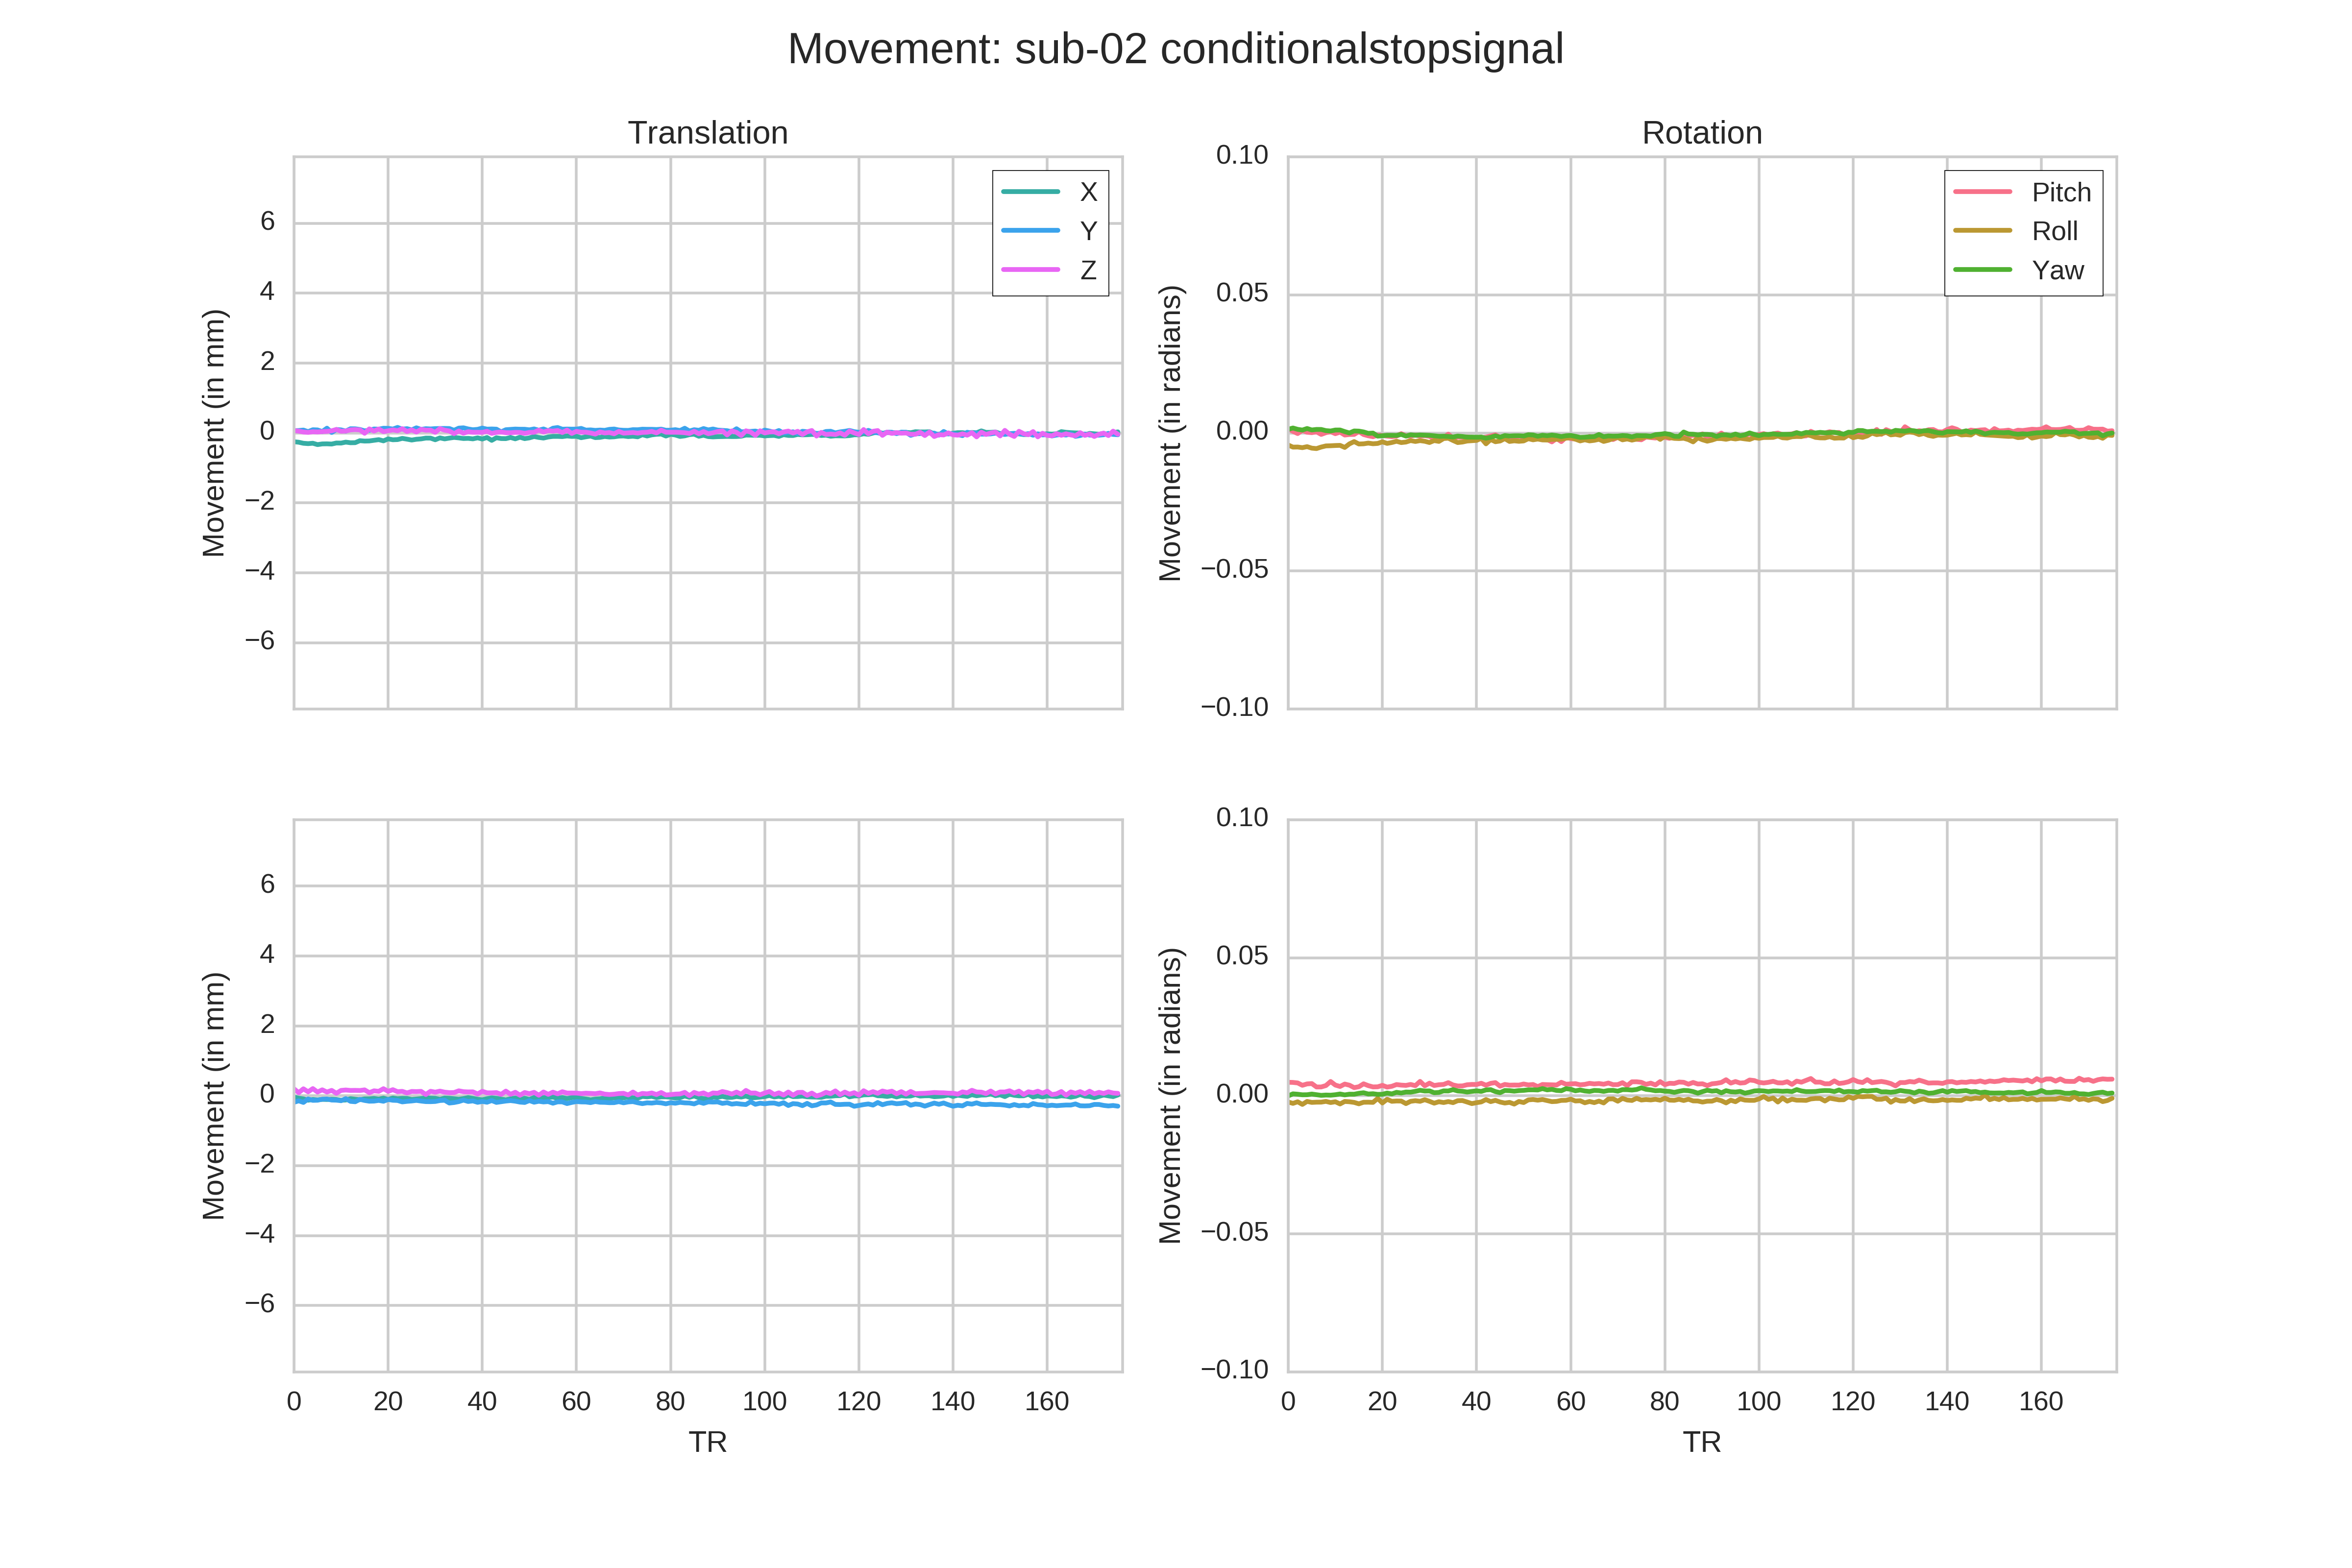 Movement: sub-02 conditionalstopsignal
Translation
Rotation
Movement (in mm)
6
4
2
0
−2
−4
−6
X
Y
Z
Movement (in radians)
0.10
0.05
0.00
−0.05
−0.10
Pitch
Roll
Yaw
Movement (in mm)
6
4
2
0
−2
−4
−6
0 20 40 60 80 100 120 140 160
TR
Movement (in radians)
0.10
0.05
0.00
−0.05
−0.10
0 20 40 60 80 100 120 140 160
TR